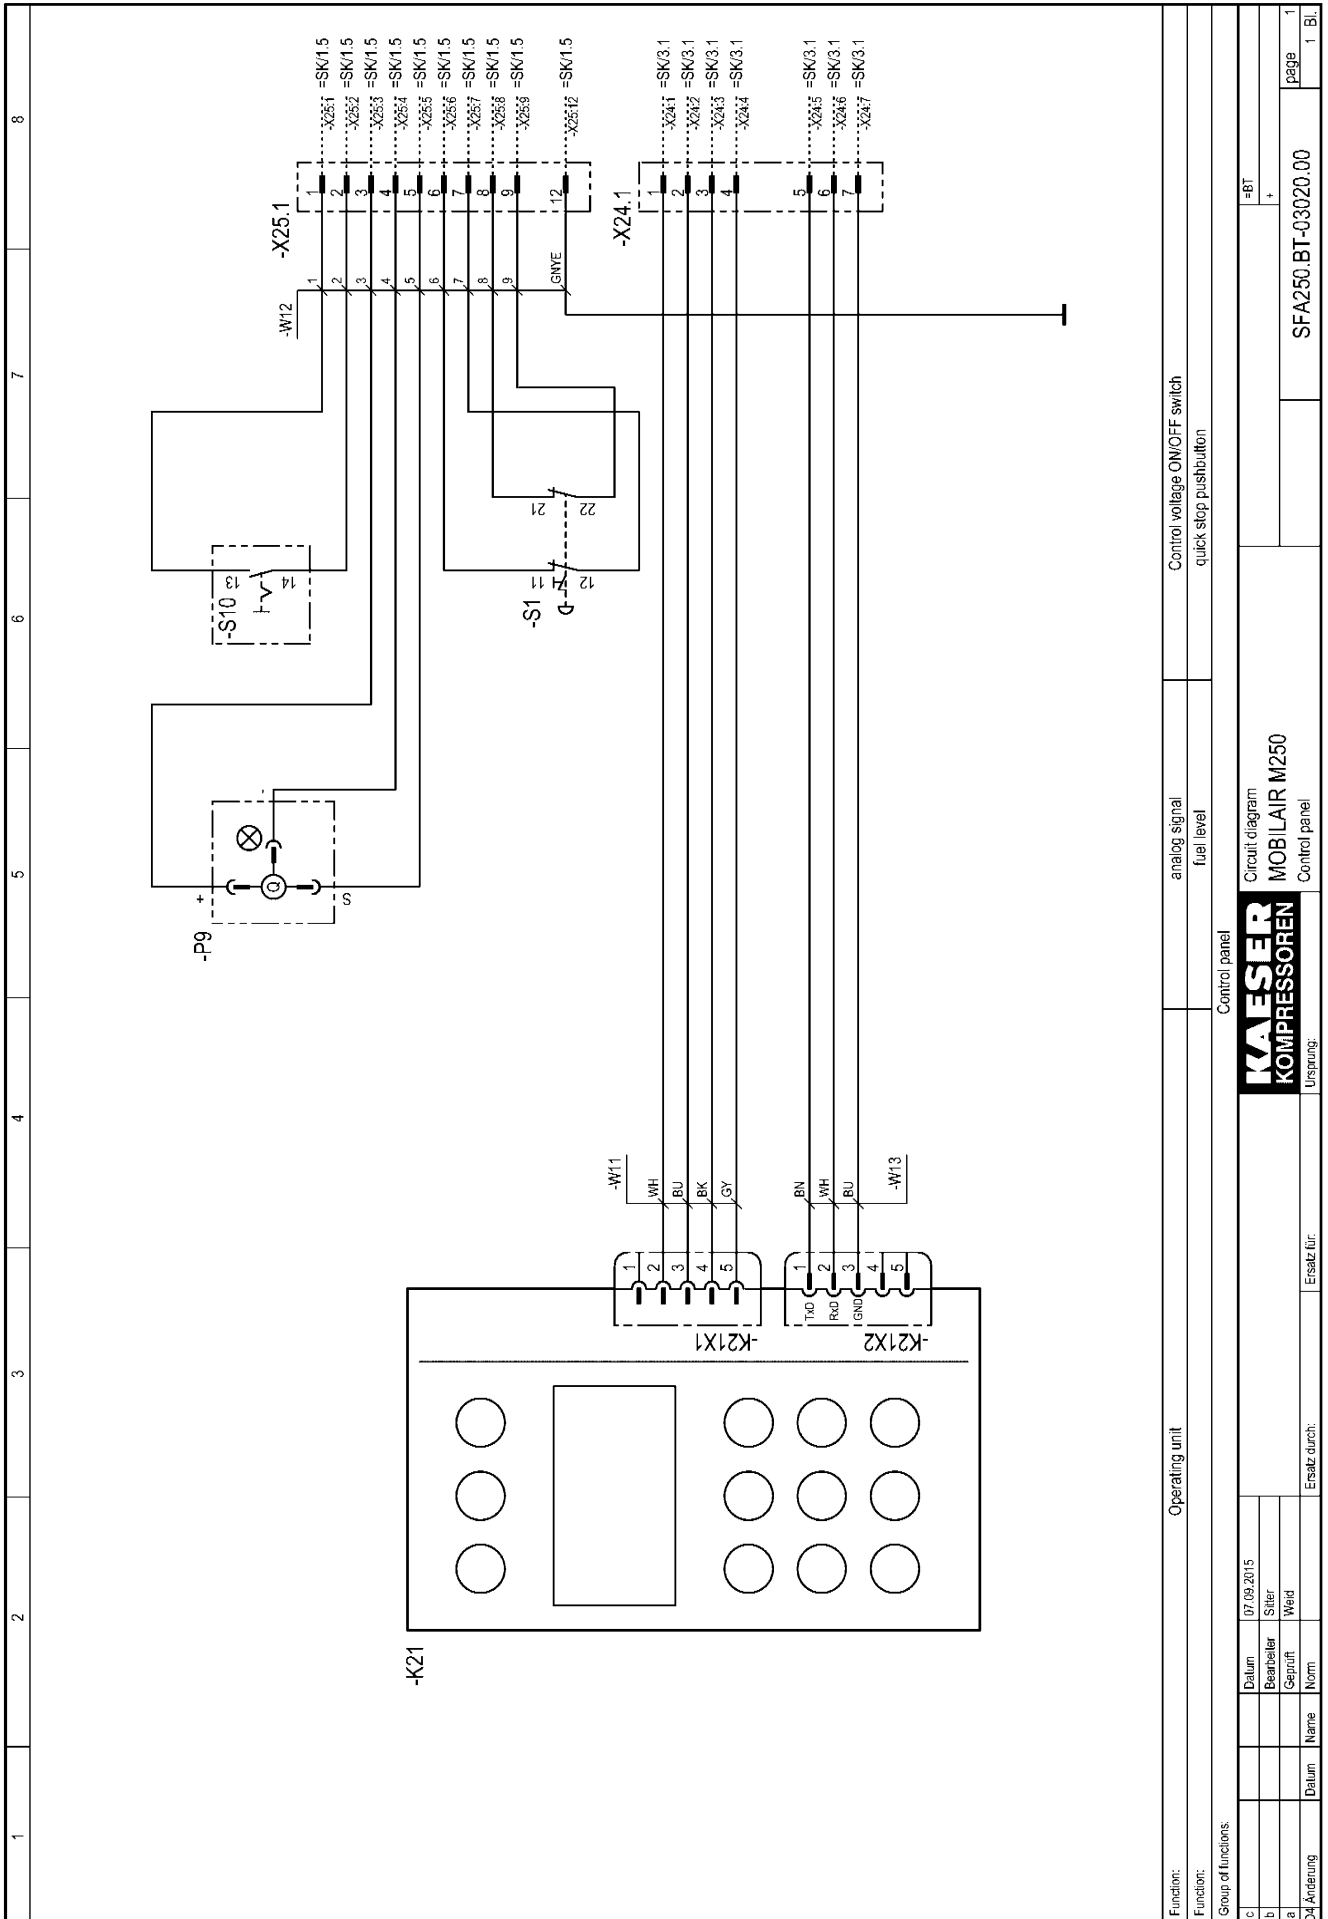 1 2 3 4 5 6 7 8
-K21
-K21X1
1
2
3
4
5
-K21X2
TxD 1
RxD 2
GND 3
4
5
-W11
WH
BU
BK
GY
BN
WH
BU
-W13
-P9
+
-
S
Q
-S10
13
14
-S1
11
12
21
22
-W12
1
2
3
4
5
6
7
8
9
GNYE
-X25.1
1 -X25:1 =SK/1.5
2 -X25:2 =SK/1.5
3 -X25:3 =SK/1.5
4 -X25:4 =SK/1.5
5 -X25:5 =SK/1.5
6 -X25:6 =SK/1.5
7 -X25:7 =SK/1.5
8 -X25:8 =SK/1.5
9 -X25:9 =SK/1.5
12 -X25:12 =SK/1.5
-X24.1
1 -X24:1 =SK/3.1
2 -X24:2 =SK/3.1
3 -X24:3 =SK/3.1
4 -X24:4 =SK/3.1
5 -X24:5 =SK/3.1
6 -X24:6 =SK/3.1
7 -X24:7 =SK/3.1
Function: Operating unit analog signal Control voltage ON/OFF switch
Function: fuel level quick stop pushbutton
Group of functions: Control panel
c Datum 07.09.2015
b Bearbeiter Sitter
a Geprüft Weid
Änderung Datum Name Norm Ersatz durch: Ersatz für: Ursprung:
KAESER
KOMPRESSOREN
Circuit diagram
MOBILAIR M250
Control panel
=BT
+
SFA250.BT-03020.00
page 1
1 Bl.